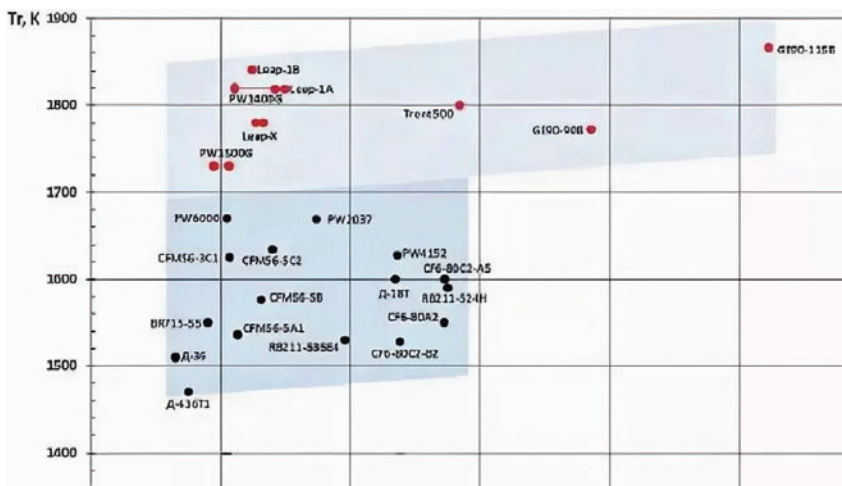 Tr, K
1900
1800
1700
1600
1500
1400
Leap-1B
Leap-1A
GE90-115B
Trent500
Leap-X
GE90-90B
PW1500G
PW6000
PW2037
CFM56-3C1
CFM56-5C2
PW4152
CF6-80C2-A5
Д-18Т
RB211-524H
CFM56-5B
BR715-55
CFM56-5A1
CF6-80A2
RB211-535E4
CF6-80C2-B2
Д-36
Д-436Т1